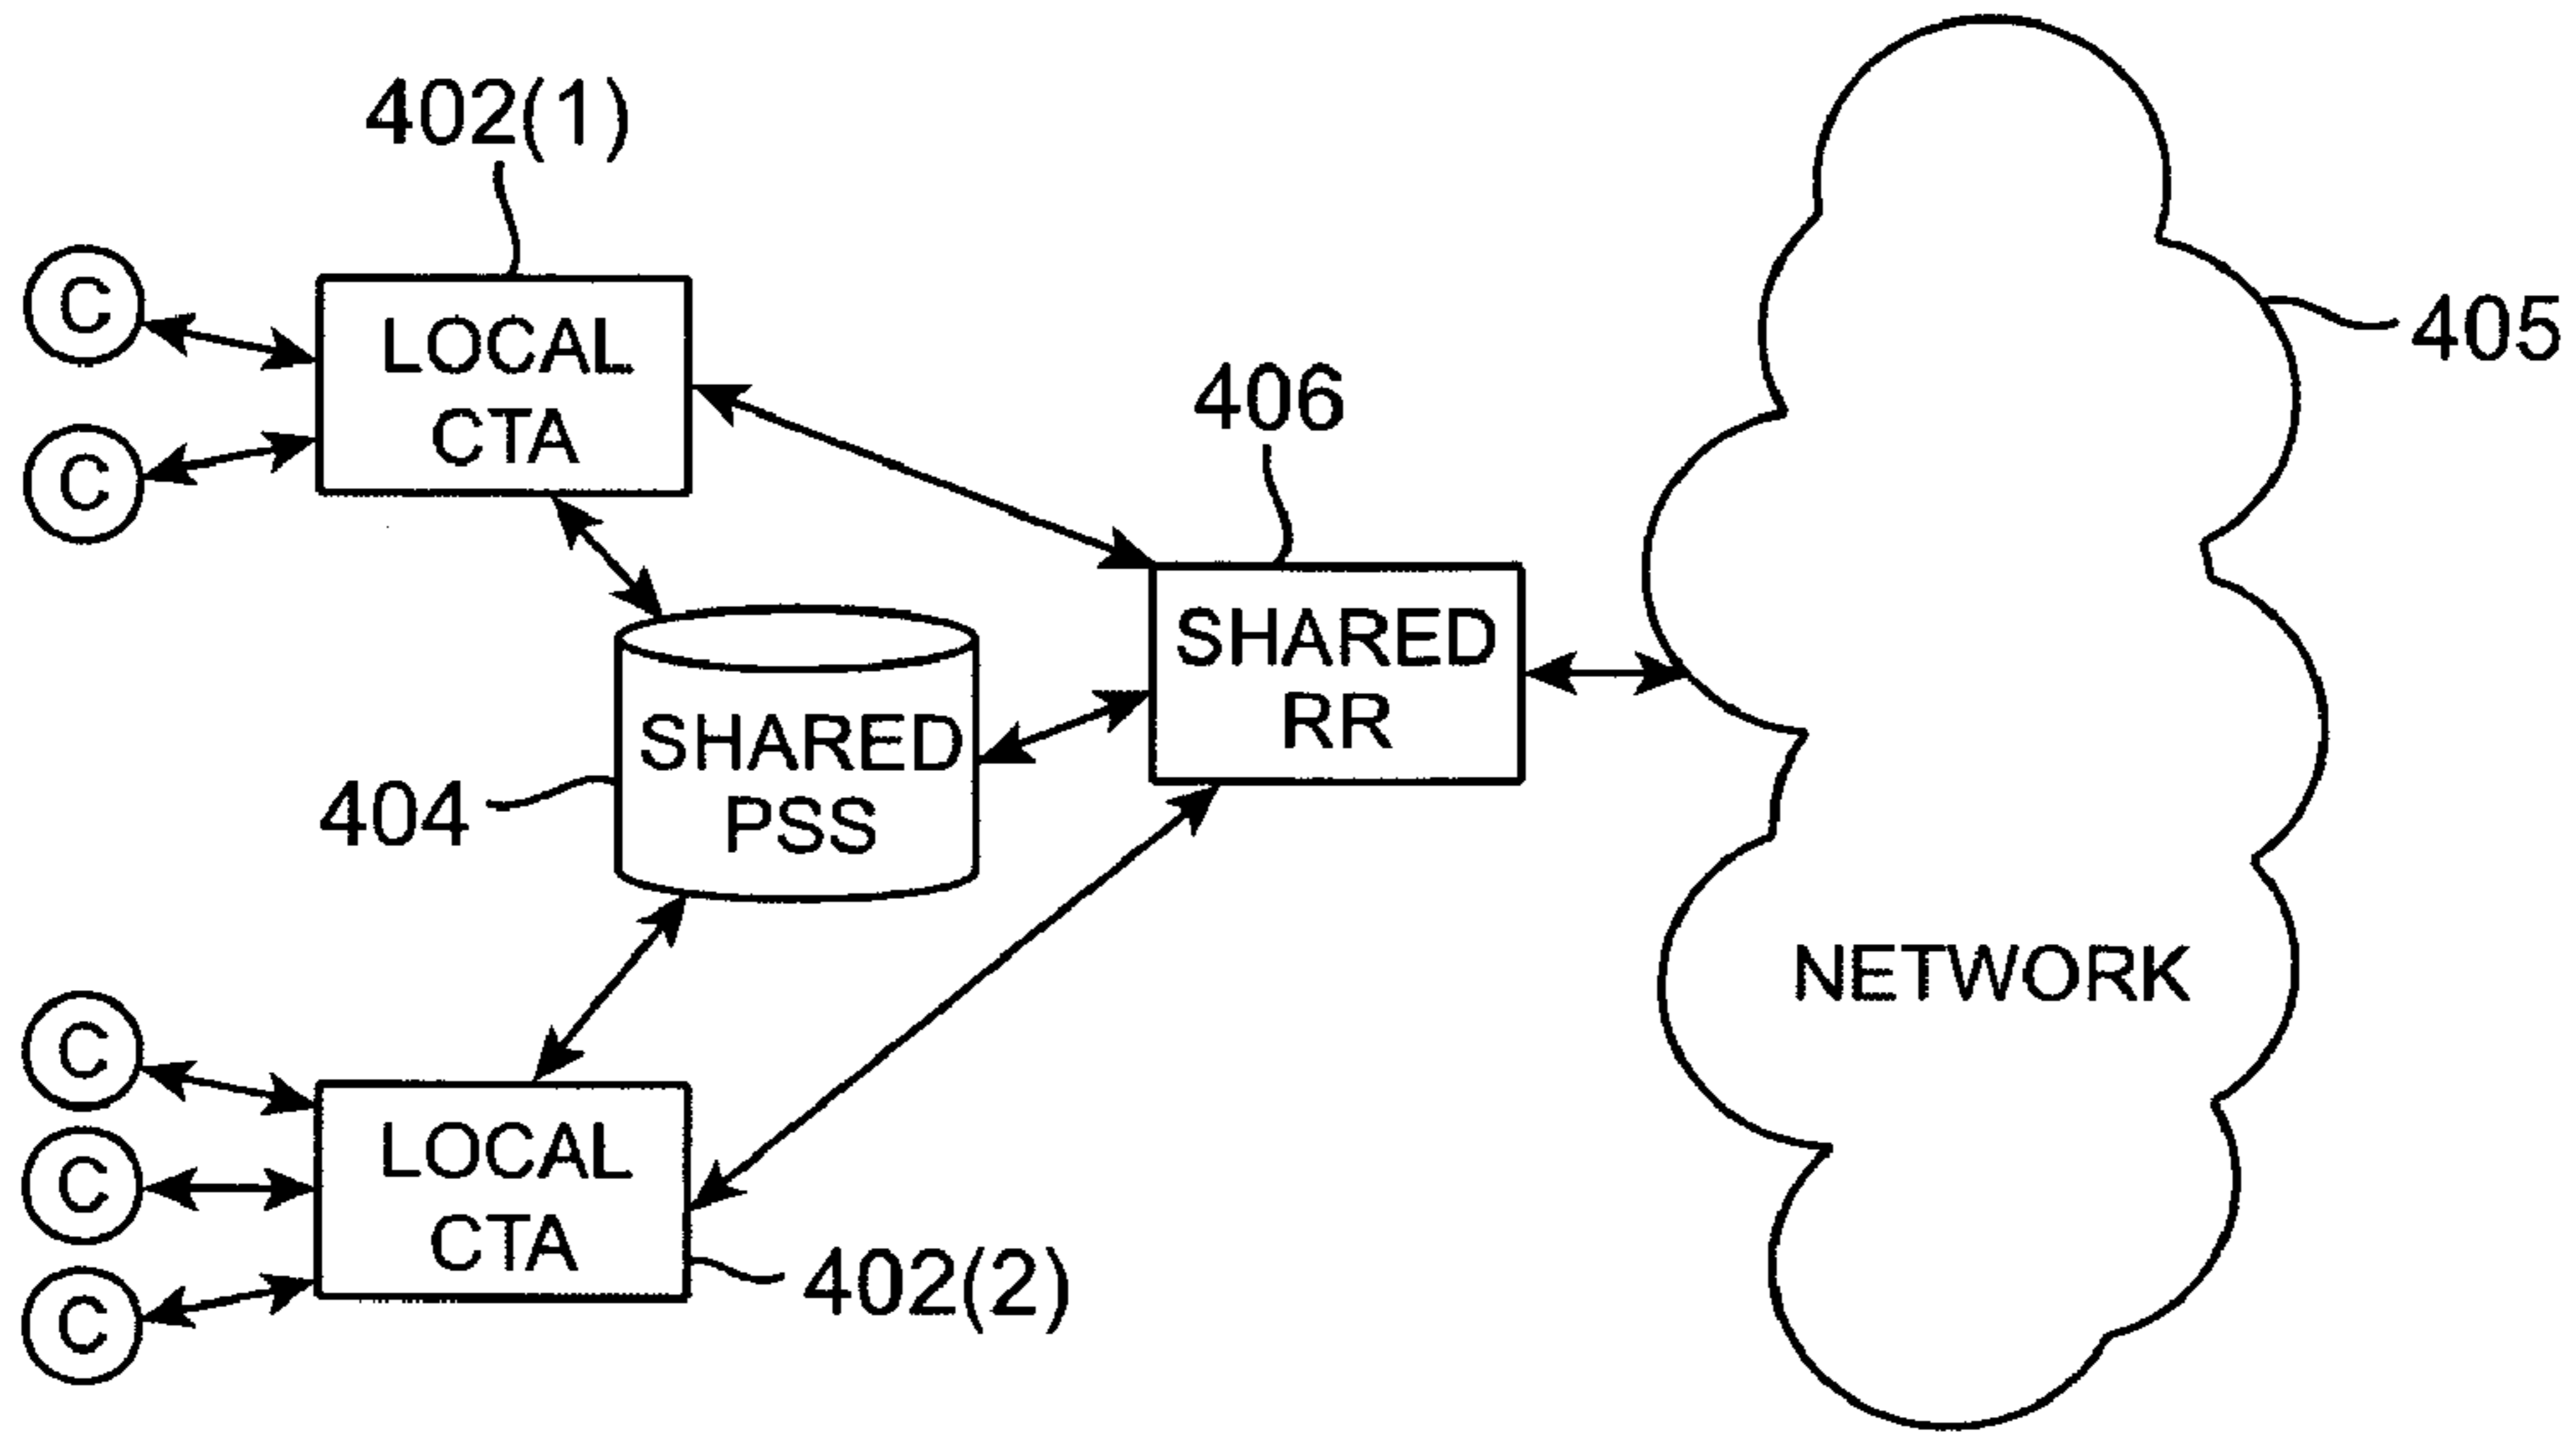 402(1)
C
LOCAL
CTA
C
405
406
SHARED
RR
SHARED
PSS
404
NETWORK
C
LOCAL
CTA
C
C
402(2)